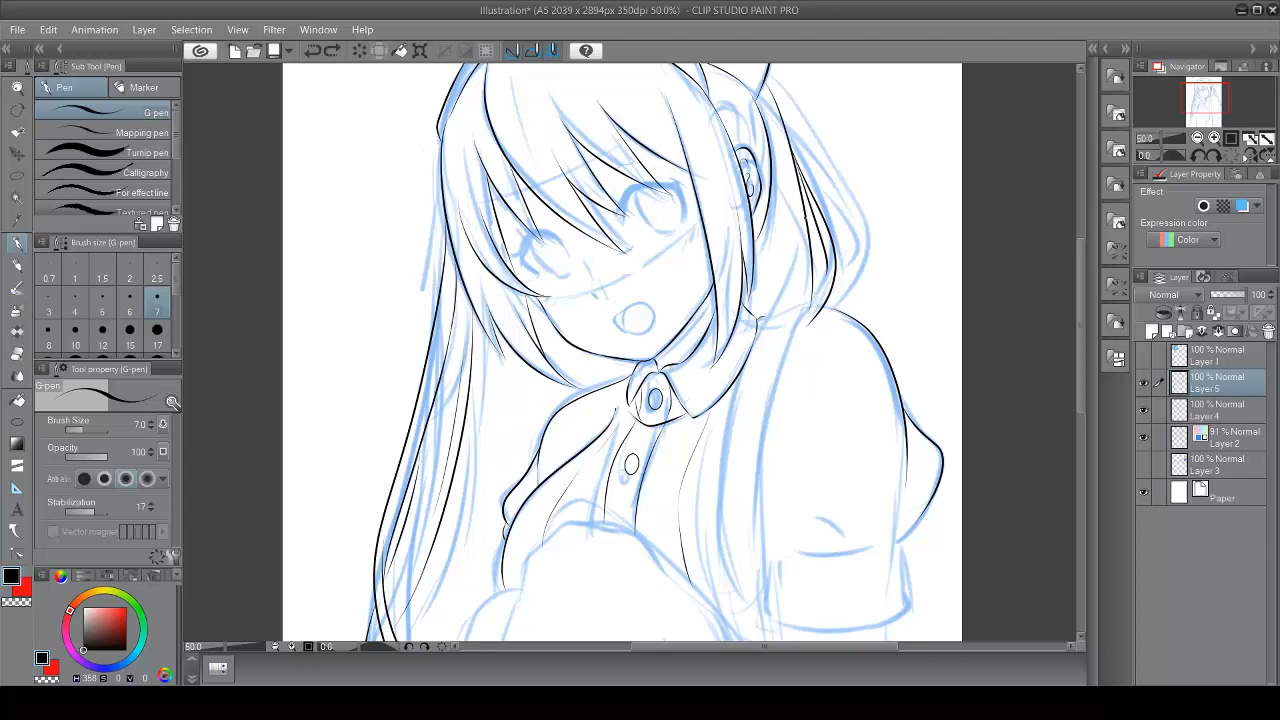 Illustration* (A5 2039 x 2894px 350dpi 50.0%) - CLIP STUDIO PAINT PRO
File Edit Animation Layer Selection View Filter Window Help
Sub Tool [Pen]
Pen Marker
G-pen
Mapping pen
Turnip pen
Calligraphy
For effect line
Textured pen
Brush size [G-pen]
0.7 1 1.5 2 2.5
3 4 5 6 7
8 10 12 15 17
Tool property [G-pen]
G-pen
Brush Size 7.0
Opacity 100
Stabilization 17
Vector magnet
H 358 S 0 V 0
50.0 0.0
Navigator
50.0
0.0
Layer Property
Effect
Expression color
Color
Layer
Normal 100
100 % Normal
Layer 1
100 % Normal
Layer 5
100 % Normal
Layer 4
91 % Normal
Layer 2
100 % Normal
Layer 3
Paper